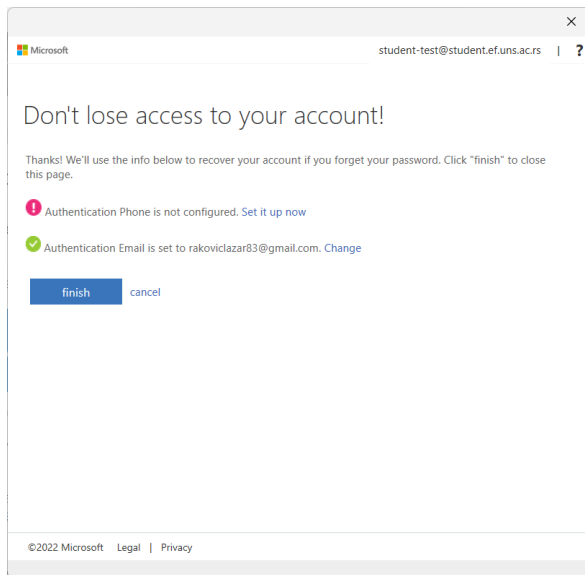 Microsoft student-test@student.ef.uns.ac.rs | ?
Don't lose access to your account!
Thanks! We'll use the info below to recover your account if you forget your password. Click "finish" to close
this page.
Authentication Phone is not configured. Set it up now
Authentication Email is set to rakoviclazar83@gmail.com. Change
finish cancel
©2022 Microsoft Legal | Privacy